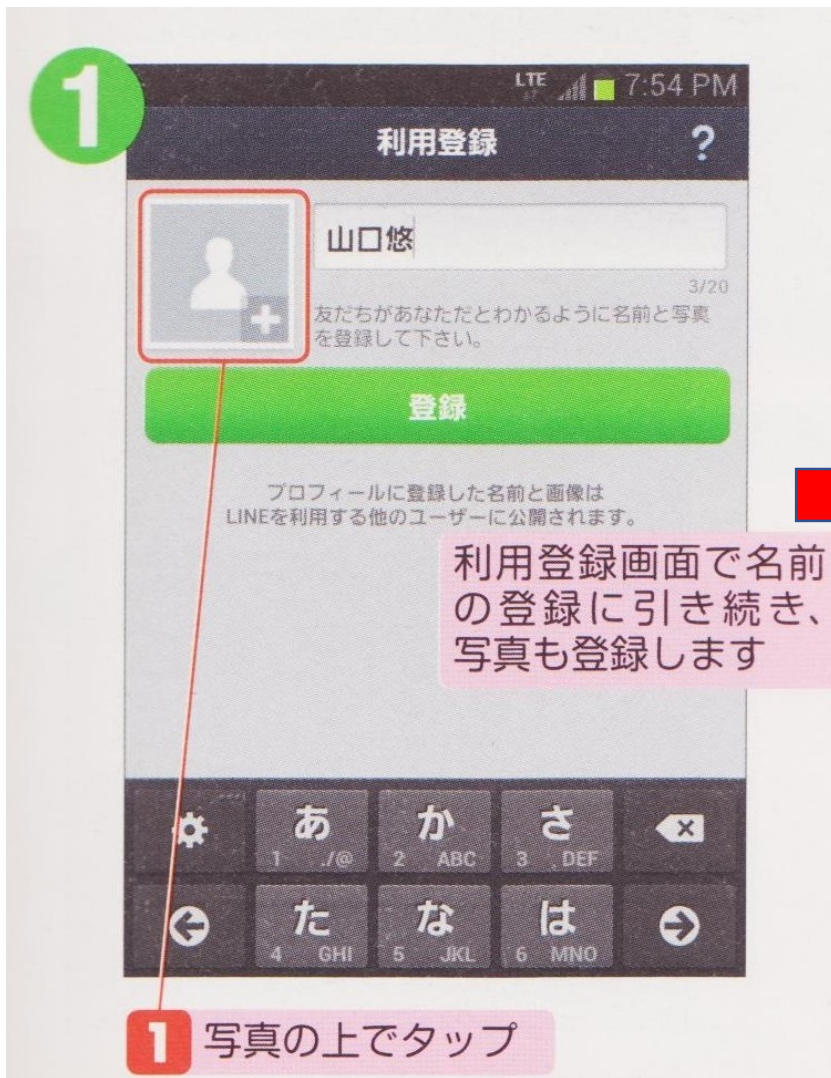 1
LTE 7:54 PM
利用登録 ?
山口悠
3/20
友だちがあなただとわかるように名前と写真
を登録して下さい。
登録
プロフィールに登録した名前と画像は
LINEを利用する他のユーザーに公開されます。
利用登録画面で名前
の登録に引き続き、
写真も登録します
あ か さ
1 ./@ 2 ABC 3 DEF
た な は
4 GHI 5 JKL 6 MNO
1 写真の上でタップ